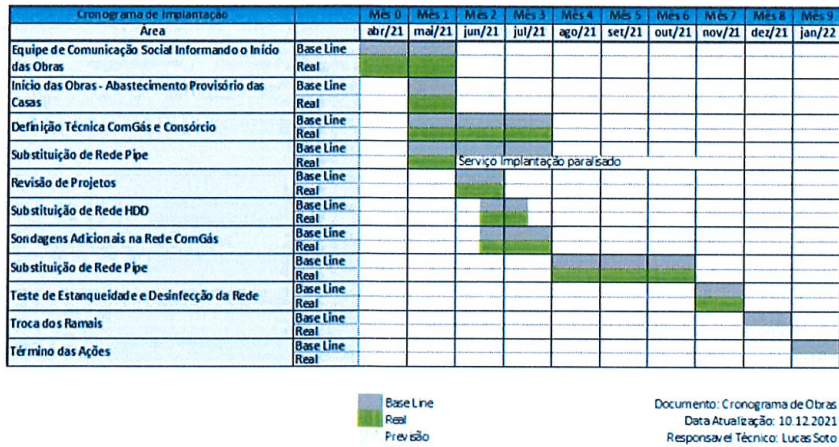 Cronograma de Implantação Mês 0 Mês 1 Mês 2 Mês 3 Mês 4 Mês 5 Mês 6 Mês 7 Mês 8 Mês 9
Área abr/21 mai/21 jun/21 jul/21 ago/21 set/21 out/21 nov/21 dez/21 jan/22
Equipe de Comunicação Social Informando o Início Base Line
das Obras Real
Início das Obras - Abastecimento Provisório das Base Line
Casas Real
Definição Técnica ComGás e Consórcio Base Line
Real
Substituição de Rede Pipe Base Line
Real Serviço Implantação paralisado
Revisão de Projetos Base Line
Real
Substituição de Rede HDD Base Line
Real
Sondagens Adicionais na Rede ComGás Base Line
Real
Substituição de Rede Pipe Base Line
Real
Teste de Estanqueidade e Desinfecção da Rede Base Line
Real
Troca dos Ramais Base Line
Real
Término das Ações Base Line
Real
Base Line
Real
Previsão
Documento: Cronograma de Obras
Data Atualização: 10.12.2021
Responsavel Técnico: Lucas Soto